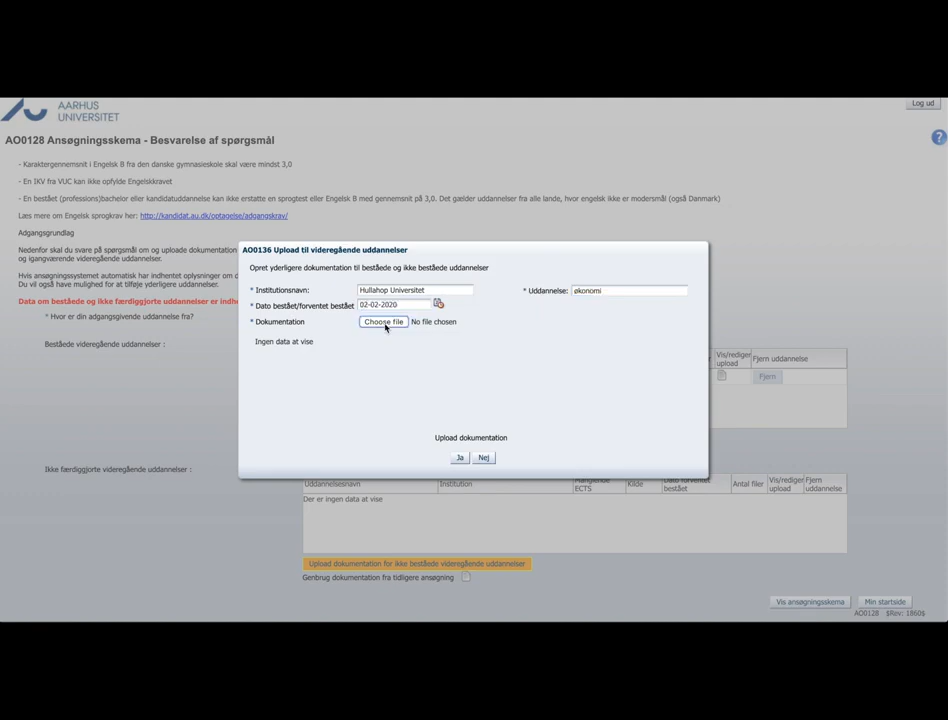 AARHUS
UNIVERSITET
Log ud
AO0128 Ansøgningsskema - Besvarelse af spørgsmål
?
- Karaktergennemsnit i Engelsk B fra den danske gymnasieskole skal være mindst 3,0
- En IKV fra VUC kan ikke opfylde Engelskkravet
- En bestået (professions)bachelor eller kandidatuddannelse kan ikke erstatte en sprogtest eller Engelsk B med gennemsnit på 3,0. Det gælder uddannelser fra alle lande, hvor engelsk ikke er modersmål (også Danmark)
Læs mere om Engelsk sprogkrav her: http://kandidat.au.dk/optagelse/adgangskrav/
Adgangsgrundlag
Nedenfor skal du svare på spørgsmål om og uploade dokumentation
og igangværende videregående uddannelser.
Hvis ansøgningssystemet automatisk har indhentet oplysninger om d
Du vil også have mulighed for at tilføje yderligere uddannelser.
Data om beståede og ikke færdiggjorte uddannelser er indh
* Hvor er din adgangsgivende uddannelse fra?
Beståede videregående uddannelser :
AO0136 Upload til videregående uddannelser
Opret yderligere dokumentation til beståede og ikke beståede uddannelser
* Institutionsnavn: Hullahop Universitet
* Uddannelse: økonomi
* Dato bestået/forventet bestået 02-02-2020
* Dokumentation Choose file No file chosen
Ingen data at vise
Upload dokumentation
Ja Nej
Vis/rediger
upload
Fjern uddannelse
Fjern
Ikke færdiggjorte videregående uddannelser :
Uddannelsesnavn Institution Manglende
ECTS
Kilde Dato forventet
bestået
Antal filer Vis/rediger
upload
Fjern
uddannelse
Der er ingen data at vise
Upload dokumentation for ikke beståede videregående uddannelser
Genbrug dokumentation fra tidligere ansøgning
Vis ansøgningsskema Min startside
AO0128 $Rev: 1860$